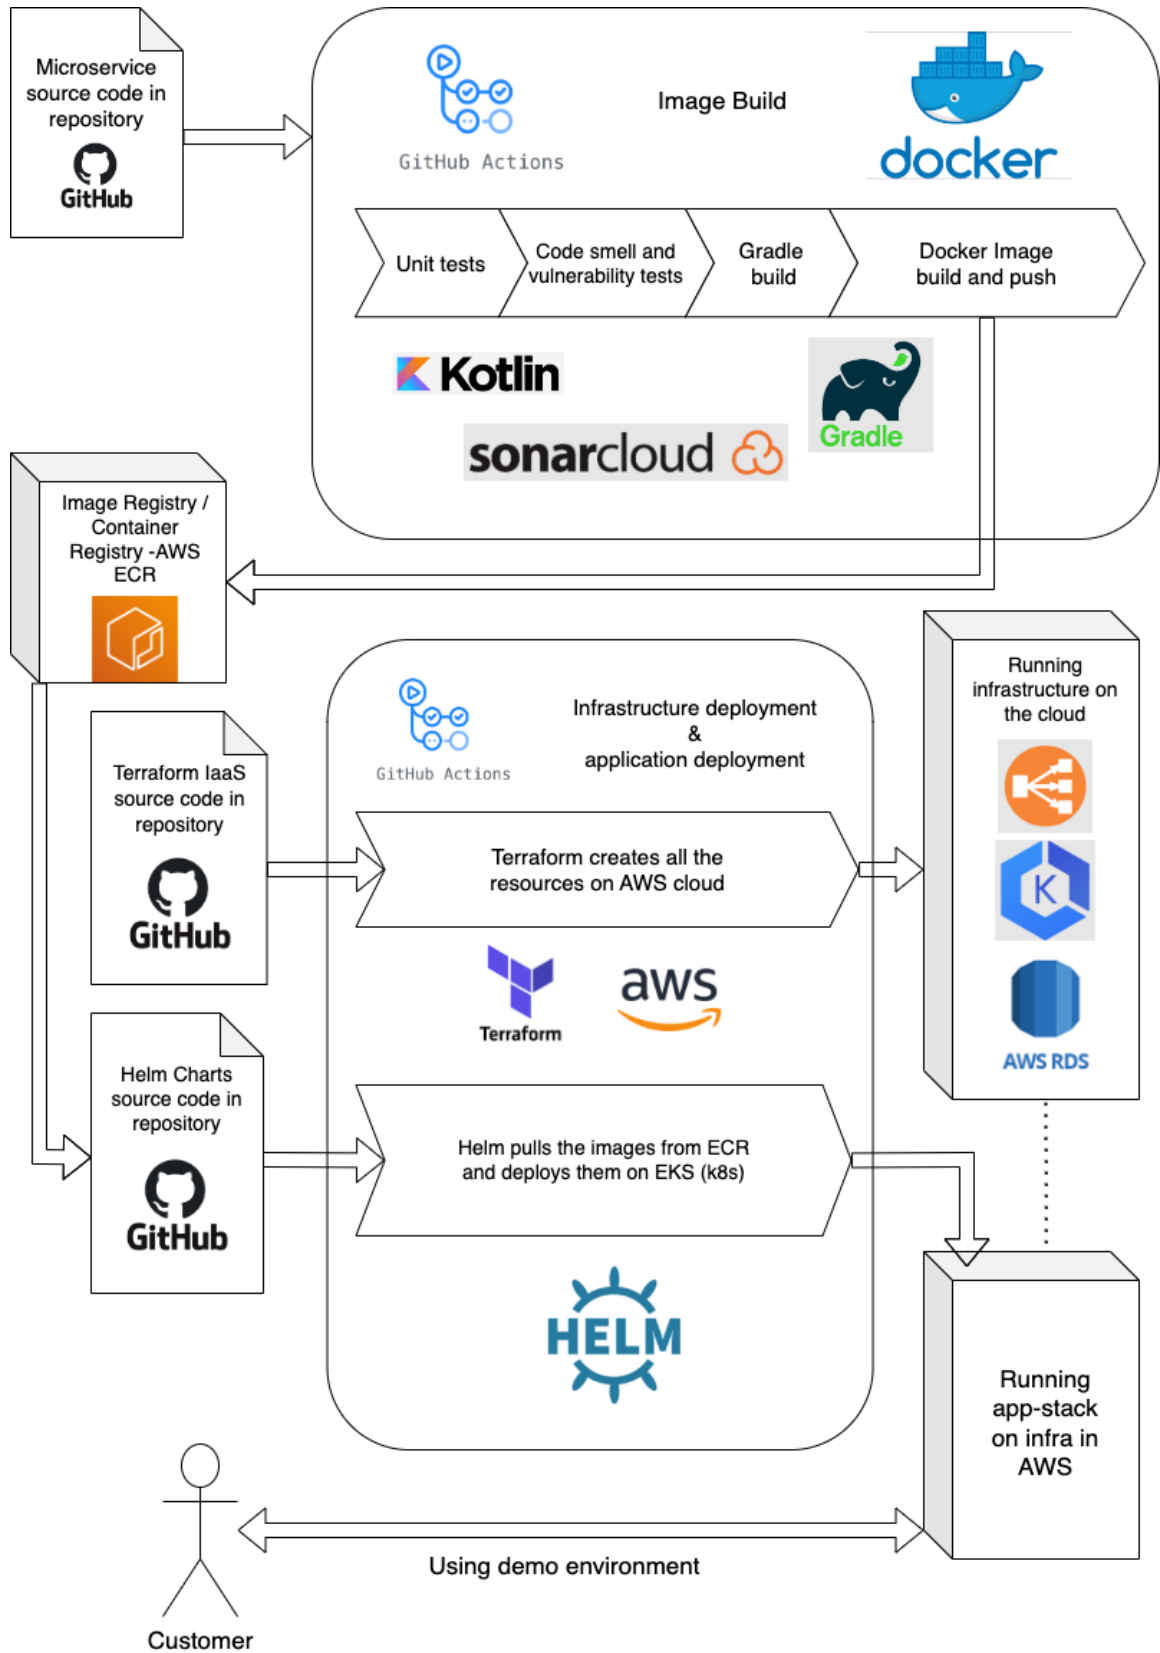 Microservice
source code in
repository
GitHub
GitHub Actions
Image Build
docker
Unit tests
Code smell and
vulnerability tests
Gradle
build
Docker Image
build and push
Kotlin
sonarcloud
Gradle
Image Registry /
Container
Registry -AWS
ECR
Terraform IaaS
source code in
repository
GitHub
GitHub Actions
Infrastructure deployment
&
application deployment
Terraform creates all the
resources on AWS cloud
Terraform
aws
Running
infrastructure on
the cloud
K
AWS RDS
Helm Charts
source code in
repository
GitHub
Helm pulls the images from ECR
and deploys them on EKS (k8s)
HELM
Running
app-stack
on infra in
AWS
Using demo environment
Customer